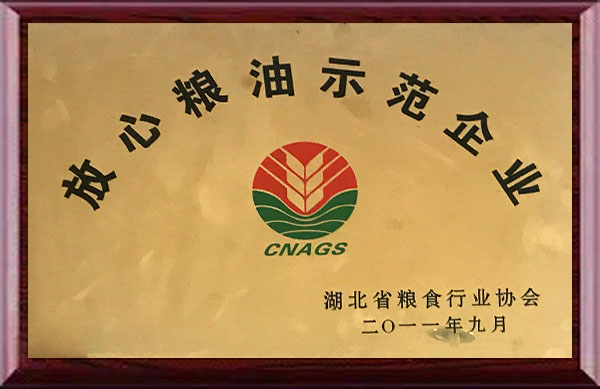 放心粮油示范企业
CNAGS
湖北省粮食行业协会
二〇一一年九月